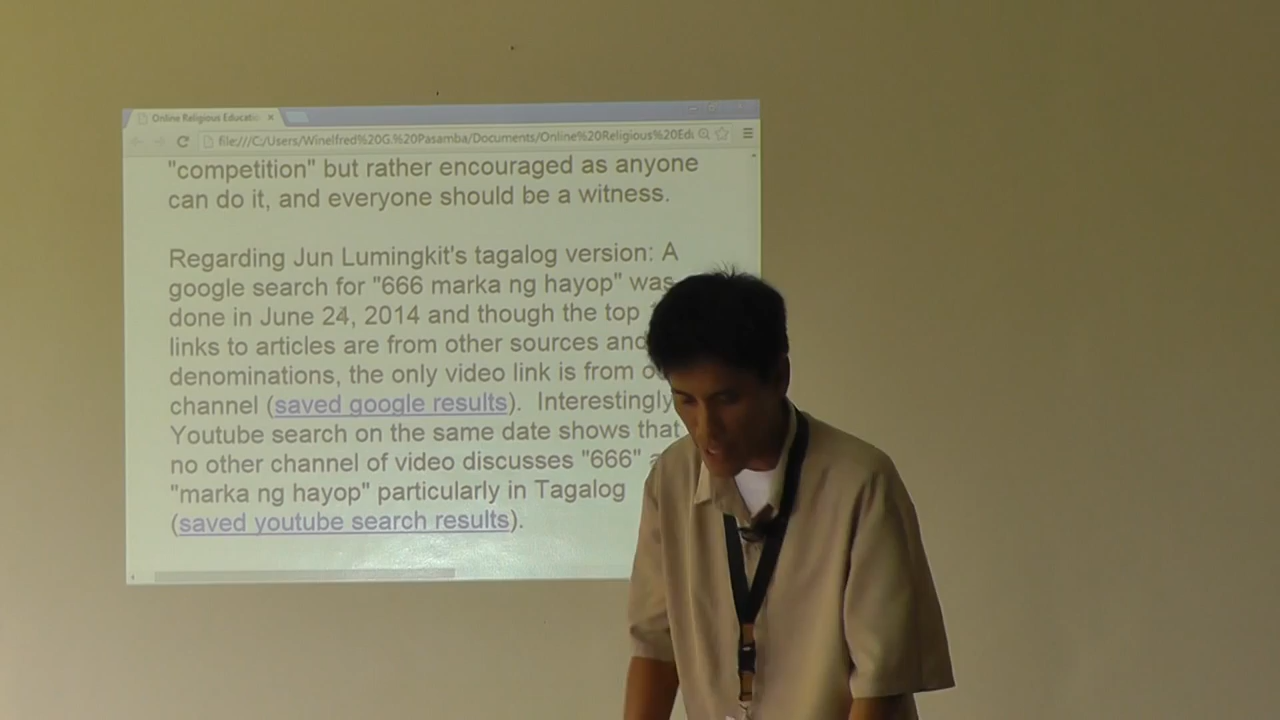 Online Religious Educati
file:///C:/Users/Winelfred%20G.%20Pasamba/Documents/Online%20Religious%20Edu
"competition" but rather encouraged as anyone
can do it, and everyone should be a witness.
Regarding Jun Lumingkit's tagalog version: A
google search for "666 marka ng hayop" was
done in June 24, 2014 and though the top
links to articles are from other sources and
denominations, the only video link is from
channel (saved google results). Interestingly
Youtube search on the same date shows that
no other channel of video discusses "666"
"marka ng hayop" particularly in Tagalog
(saved youtube search results).